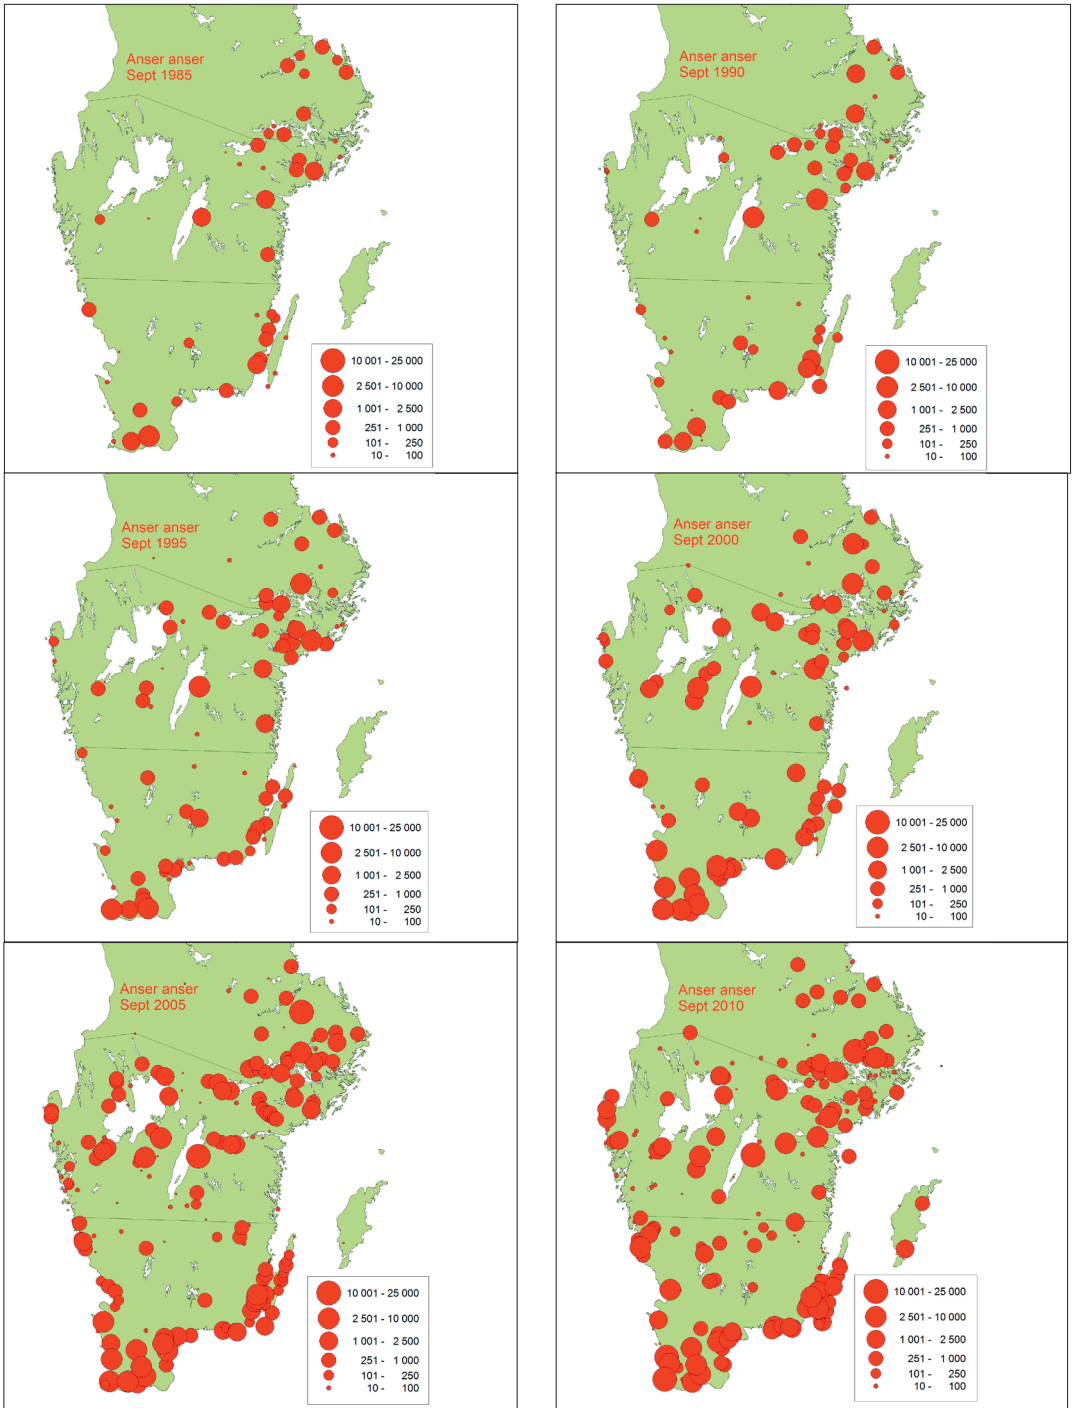 Anser anser
Sept 1985
10 001 - 25 000
2 501 - 10 000
1 001 - 2 500
251 - 1 000
101 - 250
10 - 100
Anser anser
Sept 1990
10 001 - 25 000
2 501 - 10 000
1 001 - 2 500
251 - 1 000
101 - 250
10 - 100
Anser anser
Sept 1995
10 001 - 25 000
2 501 - 10 000
1 001 - 2 500
251 - 1 000
101 - 250
10 - 100
Anser anser
Sept 2000
10 001 - 25 000
2 501 - 10 000
1 001 - 2 500
251 - 1 000
101 - 250
10 - 100
Anser anser
Sept 2005
10 001 - 25 000
2 501 - 10 000
1 001 - 2 500
251 - 1 000
101 - 250
10 - 100
Anser anser
Sept 2010
10 001 - 25 000
2 501 - 10 000
1 001 - 2 500
251 - 1 000
101 - 250
10 - 100